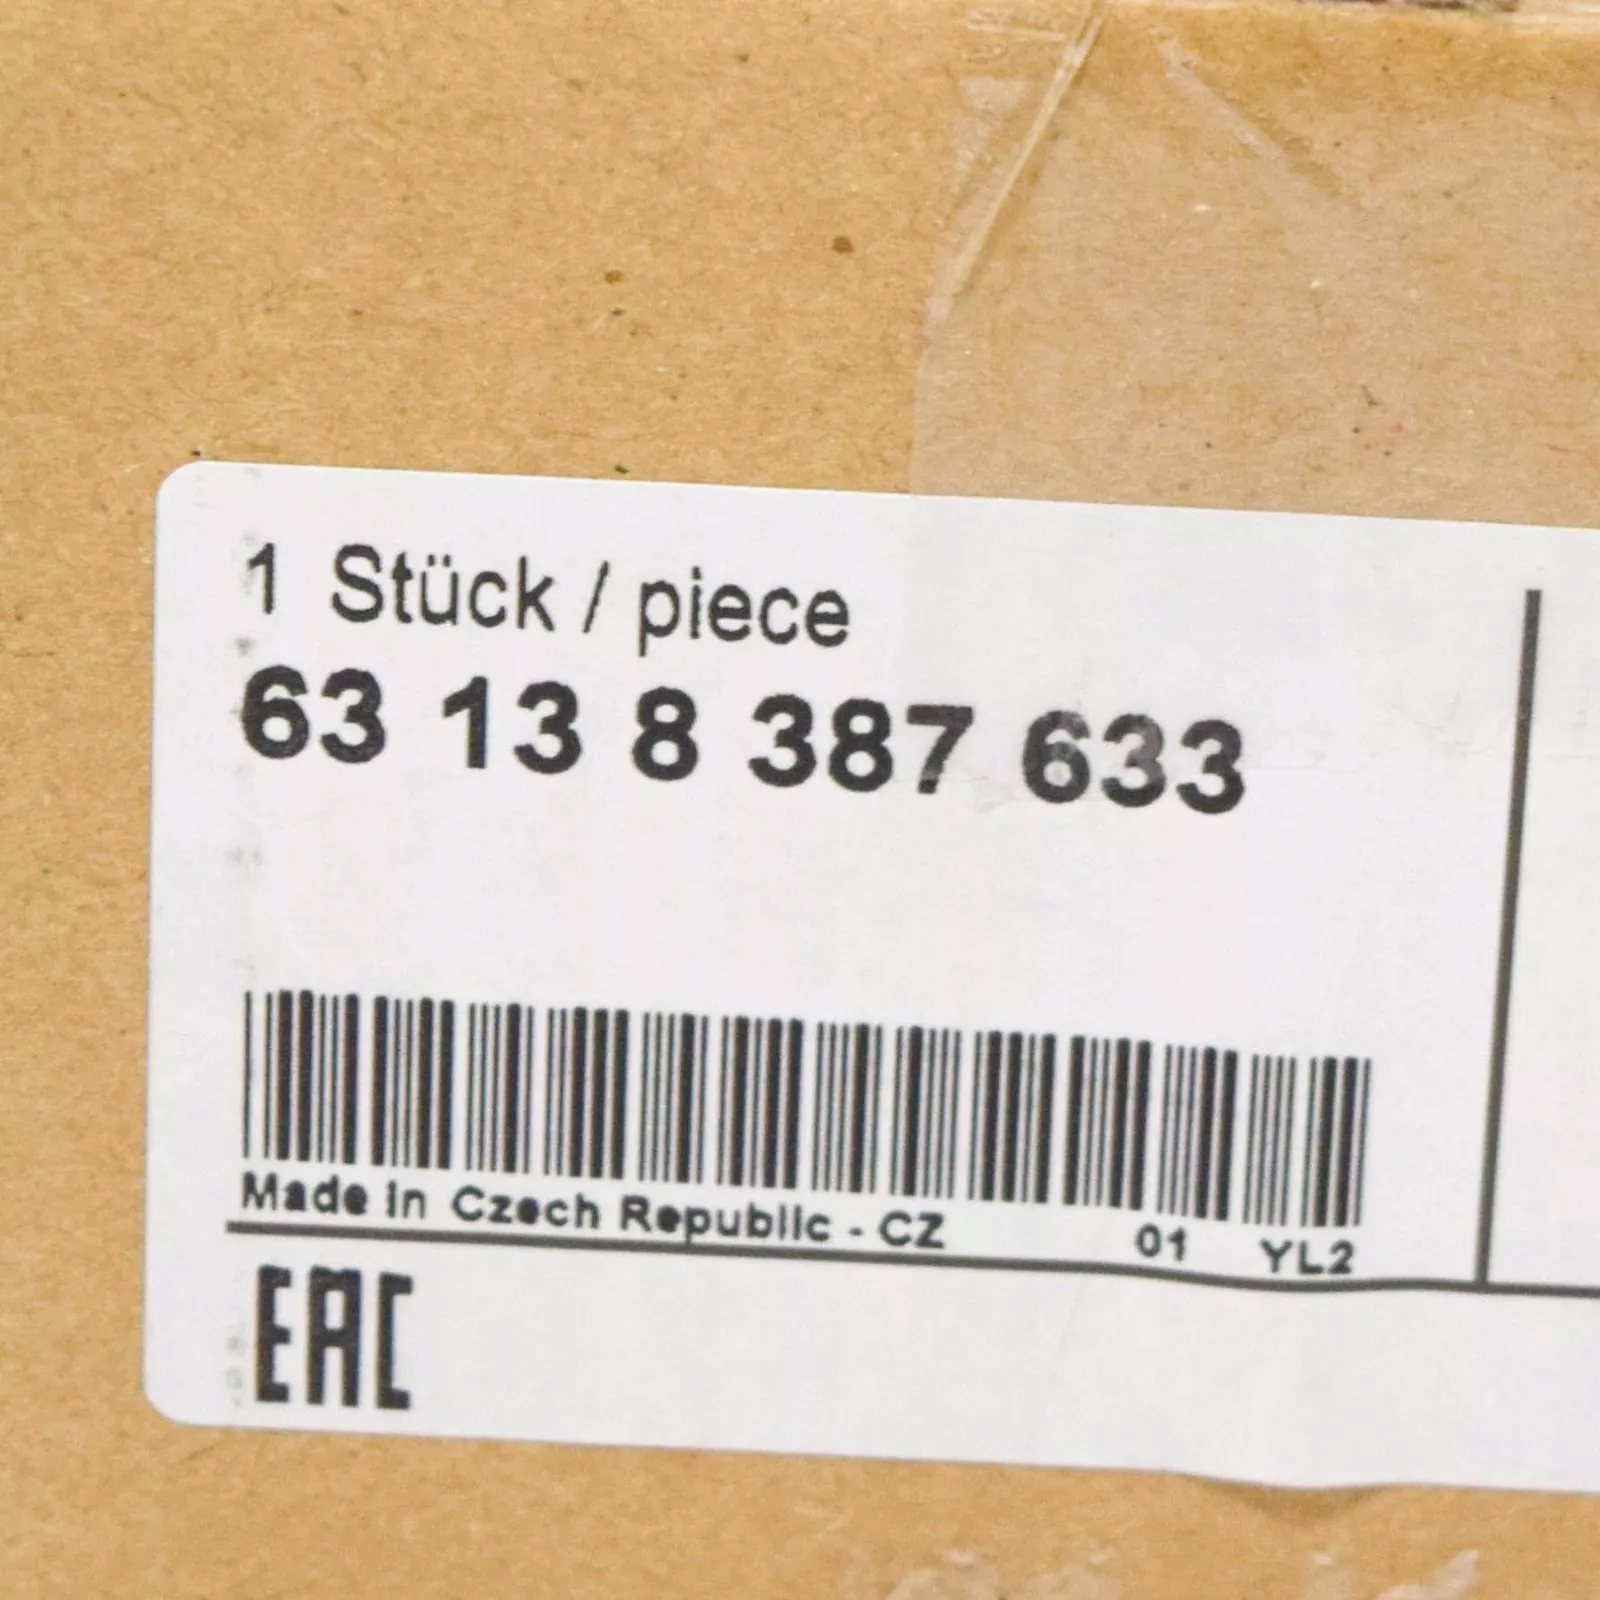 1 Stück / piece
63 13 8 387 633
Made in Czech Republic - CZ 01 YL2
EAC